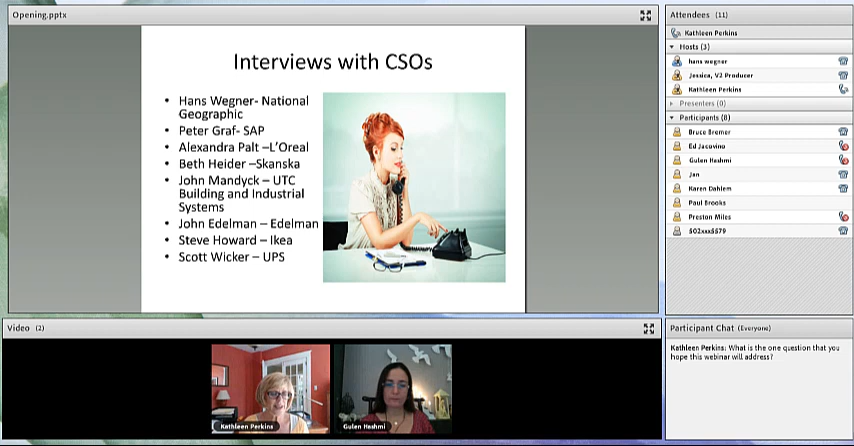 Opening.pptx
Interviews with CSOs
• Hans Wegner- National
Geographic
• Peter Graf- SAP
• Alexandra Palt –L'Oreal
• Beth Heider –Skanska
• John Mandyck – UTC
Building and Industrial
Systems
• John Edelman – Edelman
• Steve Howard – Ikea
• Scott Wicker – UPS
Attendees (11)
Kathleen Perkins
Hosts (3)
hans wegner
Jessica, V2 Producer
Kathleen Perkins
Presenters (0)
Participants (8)
Bruce Bremer
Ed Jacovino
Gulen Hashmi
Jan
Karen Dahlem
Paul Brooks
Preston Miles
502xxx5579
Video (2)
Kathleen Perkins
Gulen Hashmi
Participant Chat (Everyone)
Kathleen Perkins: What is the one question that you
hope this webinar will address?